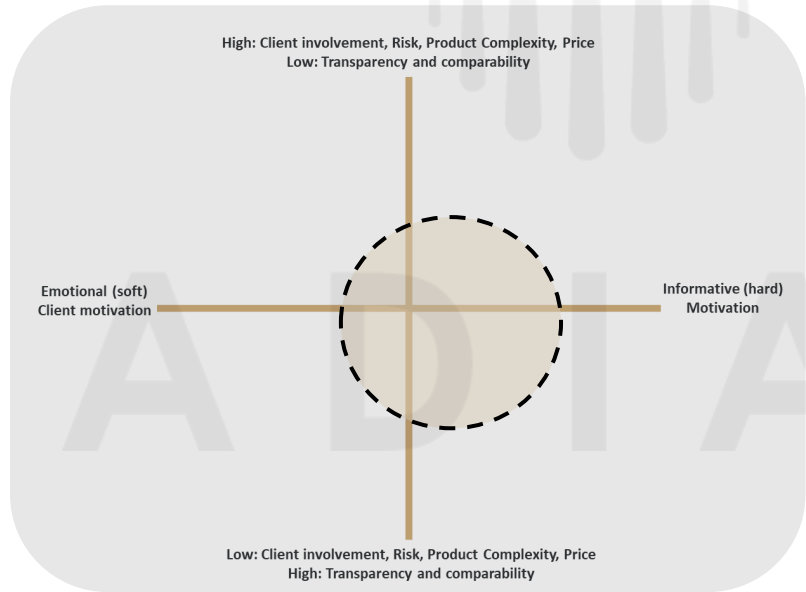 High: Client involvement, Risk, Product Complexity, Price
Low: Transparency and comparability
Emotional (soft)
Client motivation
Informative (hard)
Motivation
A D I A
Low: Client involvement, Risk, Product Complexity, Price
High: Transparency and comparability